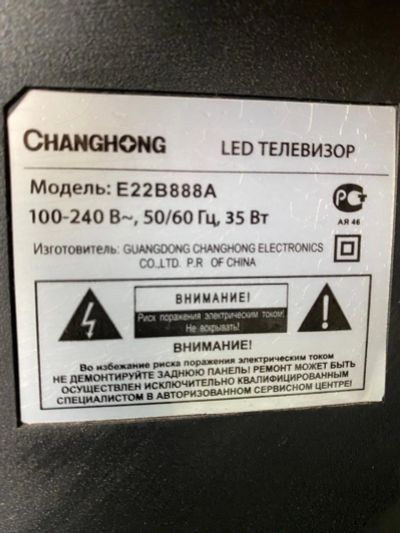 CHANGHONG LED ТЕЛЕВИЗОР
Модель: E22B888A
100-240 В~, 50/60 Гц, 35 Вт
АЯ 46
Изготовитель: GUANGDONG CHANGHONG ELECTRONICS
CO.,LTD. P.R OF CHINA
ВНИМАНИЕ!
Риск поражения электрическим током!
Не вскрывать!
ВНИМАНИЕ!
Во избежание риска поражения электрическим током
НЕ ДЕМОНТИРУЙТЕ ЗАДНЮЮ ПАНЕЛЬ! РЕМОНТ МОЖЕТ БЫТЬ
ОСУЩЕСТВЛЕН ИСКЛЮЧИТЕЛЬНО КВАЛИФИЦИРОВАННЫМ
СПЕЦИАЛИСТОМ В АВТОРИЗОВАННОМ СЕРВИСНОМ ЦЕНТРЕ!